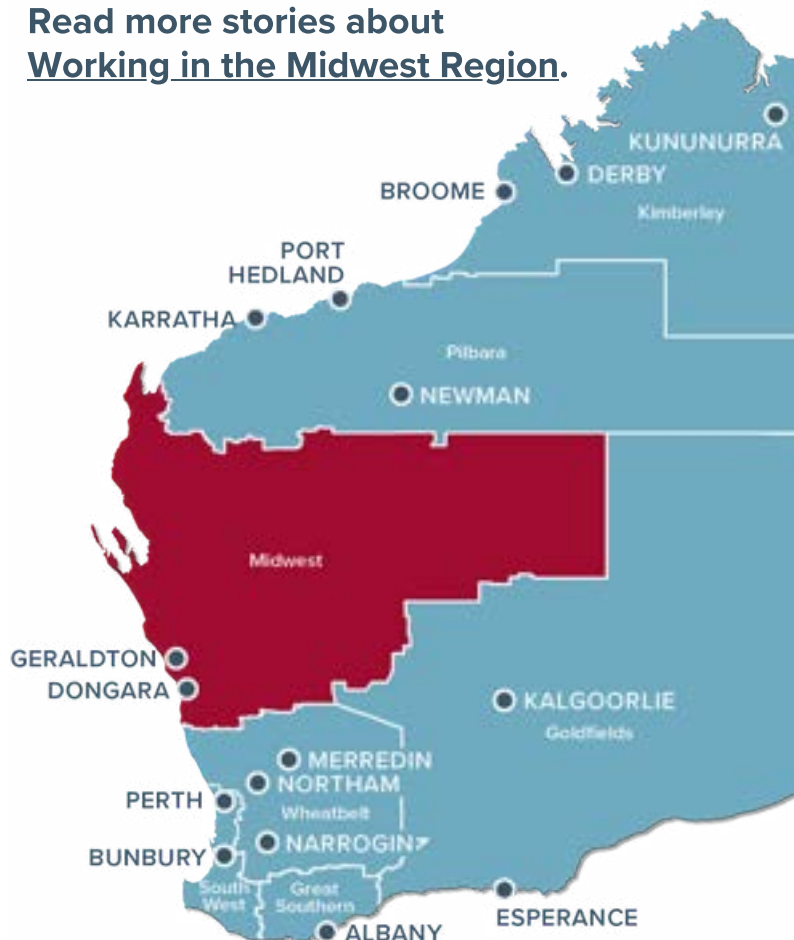 Read more stories about
Working in the Midwest Region.
KUNUNURRA
DERBY
BROOME
Kimberley
PORT
HEDLAND
KARRATHA
Pilbara
NEWMAN
Midwest
GERALDTON
DONGARA
KALGOORLIE
Goldfields
MERREDIN
NORTHAM
PERTH
Wheatbelt
NARROGIN
BUNBURY
South
West
Great
Southern
ESPERANCE
ALBANY